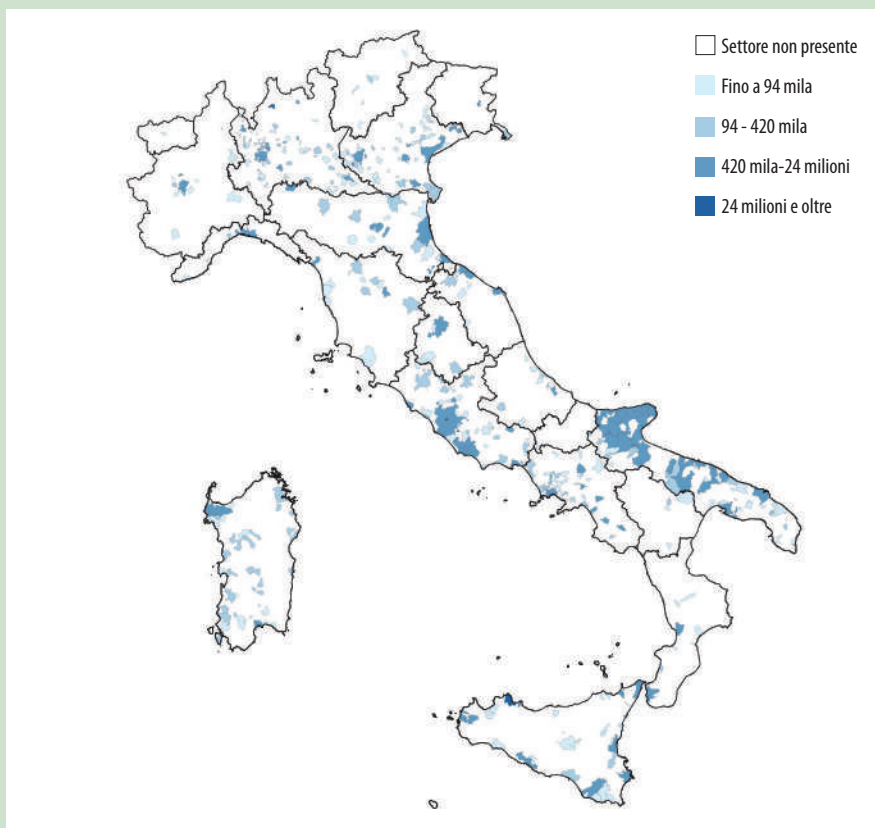 Settore non presente
Fino a 94 mila
94 - 420 mila
420 mila-24 milioni
24 milioni e oltre